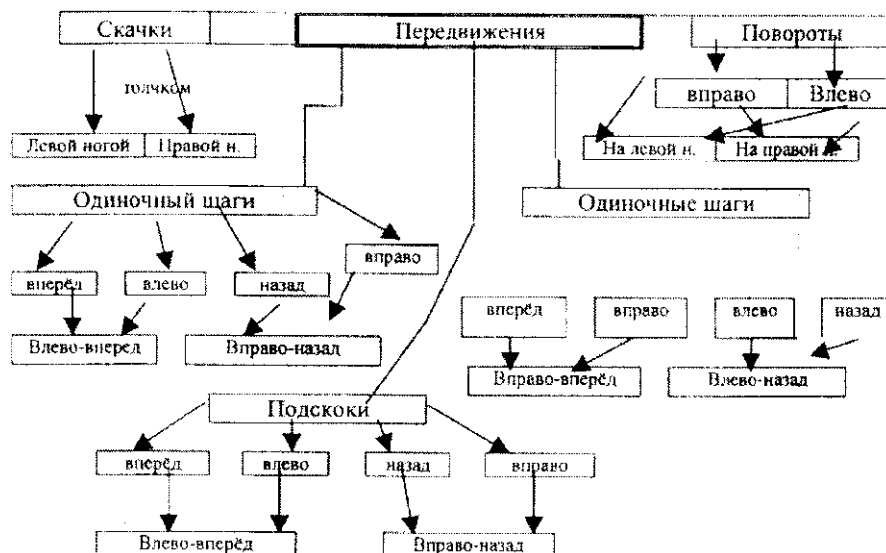 Скачки
Передвижения
Повороты
толчком
вправо
Влево
Левой ногой
Правой н.
На левой н.
На правой н.
Одиночный шаги
Одиночные шаги
вправо
вперёд
влево
назад
вперёд
вправо
влево
назад
Влево-вперед
Вправо-назад
Вправо-вперёд
Влево-назад
Подскоки
вперёд
влево
назад
вправо
Влево-вперёд
Вправо-назад